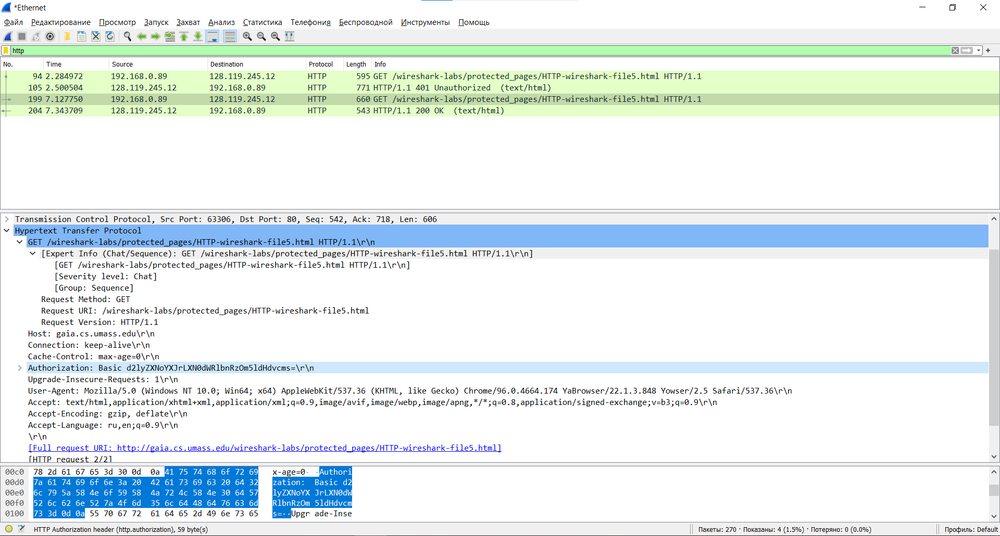 *Ethernet
Файл Редактирование Просмотр Запуск Захват Анализ Статистика Телефония Беспроводной Инструменты Помощь
http
No. Time Source Destination Protocol Length Info
94 2.284972 192.168.0.89 128.119.245.12 HTTP 595 GET /wireshark-labs/protected_pages/HTTP-wireshark-file5.html HTTP/1.1
105 2.500504 128.119.245.12 192.168.0.89 HTTP 771 HTTP/1.1 401 Unauthorized (text/html)
199 7.127750 192.168.0.89 128.119.245.12 HTTP 660 GET /wireshark-labs/protected_pages/HTTP-wireshark-file5.html HTTP/1.1
204 7.343709 128.119.245.12 192.168.0.89 HTTP 543 HTTP/1.1 200 OK (text/html)
Transmission Control Protocol, Src Port: 63306, Dst Port: 80, Seq: 542, Ack: 718, Len: 606
Hypertext Transfer Protocol
GET /wireshark-labs/protected_pages/HTTP-wireshark-file5.html HTTP/1.1\r\n
[Expert Info (Chat/Sequence): GET /wireshark-labs/protected_pages/HTTP-wireshark-file5.html HTTP/1.1\r\n]
[GET /wireshark-labs/protected_pages/HTTP-wireshark-file5.html HTTP/1.1\r\n]
[Severity level: Chat]
[Group: Sequence]
Request Method: GET
Request URI: /wireshark-labs/protected_pages/HTTP-wireshark-file5.html
Request Version: HTTP/1.1
Host: gaia.cs.umass.edu\r\n
Connection: keep-alive\r\n
Cache-Control: max-age=0\r\n
Authorization: Basic d2lyZXNoYXJrLXN0dWRlbnRzOm5ldHdvcms=\r\n
Upgrade-Insecure-Requests: 1\r\n
User-Agent: Mozilla/5.0 (Windows NT 10.0; Win64; x64) AppleWebKit/537.36 (KHTML, like Gecko) Chrome/96.0.4664.174 YaBrowser/22.1.3.848 Yowser/2.5 Safari/537.36\r\n
Accept: text/html,application/xhtml+xml,application/xml;q=0.9,image/avif,image/webp,image/apng,*/*;q=0.8,application/signed-exchange;v=b3;q=0.9\r\n
Accept-Encoding: gzip, deflate\r\n
Accept-Language: ru,en;q=0.9\r\n
\r\n
[Full request URI: http://gaia.cs.umass.edu/wireshark-labs/protected_pages/HTTP-wireshark-file5.html]
[HTTP request 2/2]
00c0 78 2d 61 67 65 3d 30 0d 0a 41 75 74 68 6f 72 69 x-age=0· ·Authori
00d0 7a 61 74 69 6f 6e 3a 20 42 61 73 69 63 20 64 32 zation: Basic d2
00e0 6c 79 5a 58 4e 6f 59 58 4a 72 4c 58 4e 30 64 57 lyZXNoYX JrLXN0dW
00f0 52 6c 62 6e 52 7a 4f 6d 35 6c 64 48 64 76 63 6d RlbnRzOm 5ldHdvcm
0100 73 3d 0d 0a 55 70 67 72 61 64 65 2d 49 6e 73 65 s=··Upgr ade-Inse
HTTP Authorization header (http.authorization), 59 byte(s) Пакеты: 270 · Показаны: 4 (1.5%) · Потеряно: 0 (0.0%) Профиль: Default